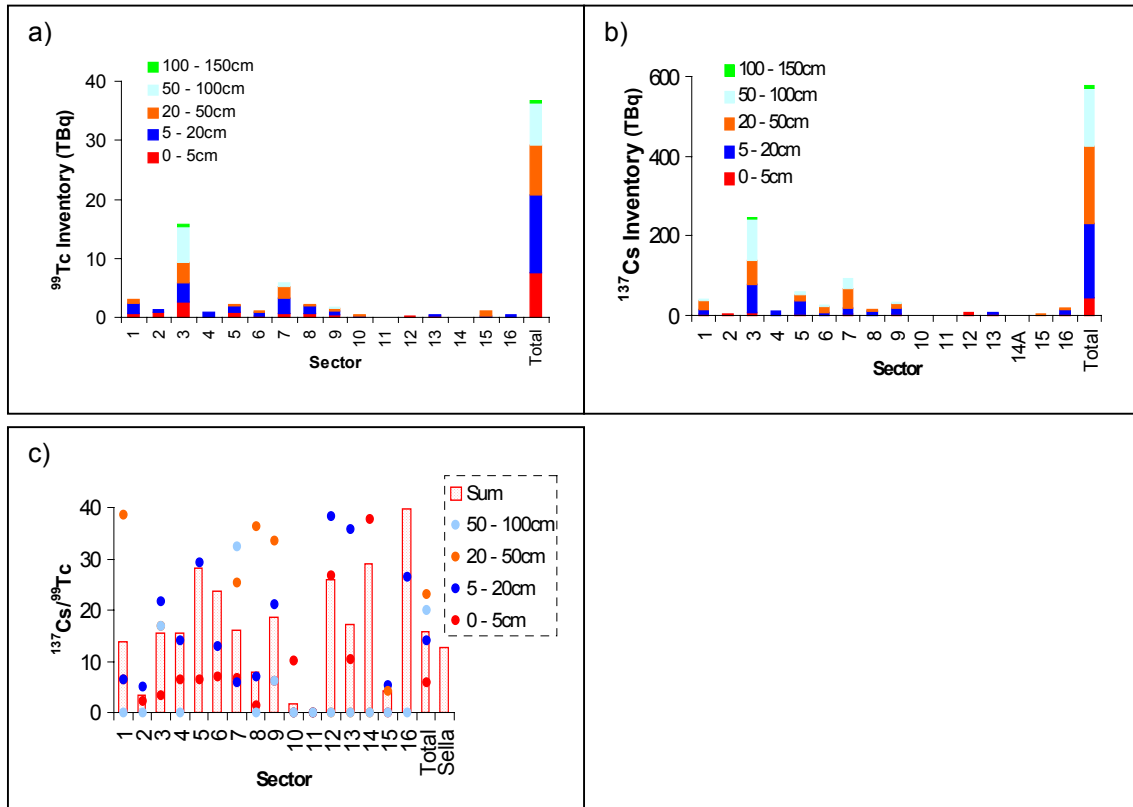 a)
100 - 150cm
50 - 100cm
20 - 50cm
5 - 20cm
0 - 5cm
⁹⁹Tc Inventory (TBq)
40
30
20
10
0
1 2 3 4 5 6 7 8 9 10 11 12 13 14 15 16 Total
Sector
b)
100 - 150cm
50 - 100cm
20 - 50cm
5 - 20cm
0 - 5cm
¹³⁷Cs Inventory (TBq)
600
400
200
0
1 2 3 4 5 6 7 8 9 10 11 12 13 14A 15 16 Total
Sector
c)
Sum
50 - 100cm
20 - 50cm
5 - 20cm
0 - 5cm
¹³⁷Cs/⁹⁹Tc
40
30
20
10
0
1 2 3 4 5 6 7 8 9 10 11 12 13 14 15 16 Total Sella
Sector